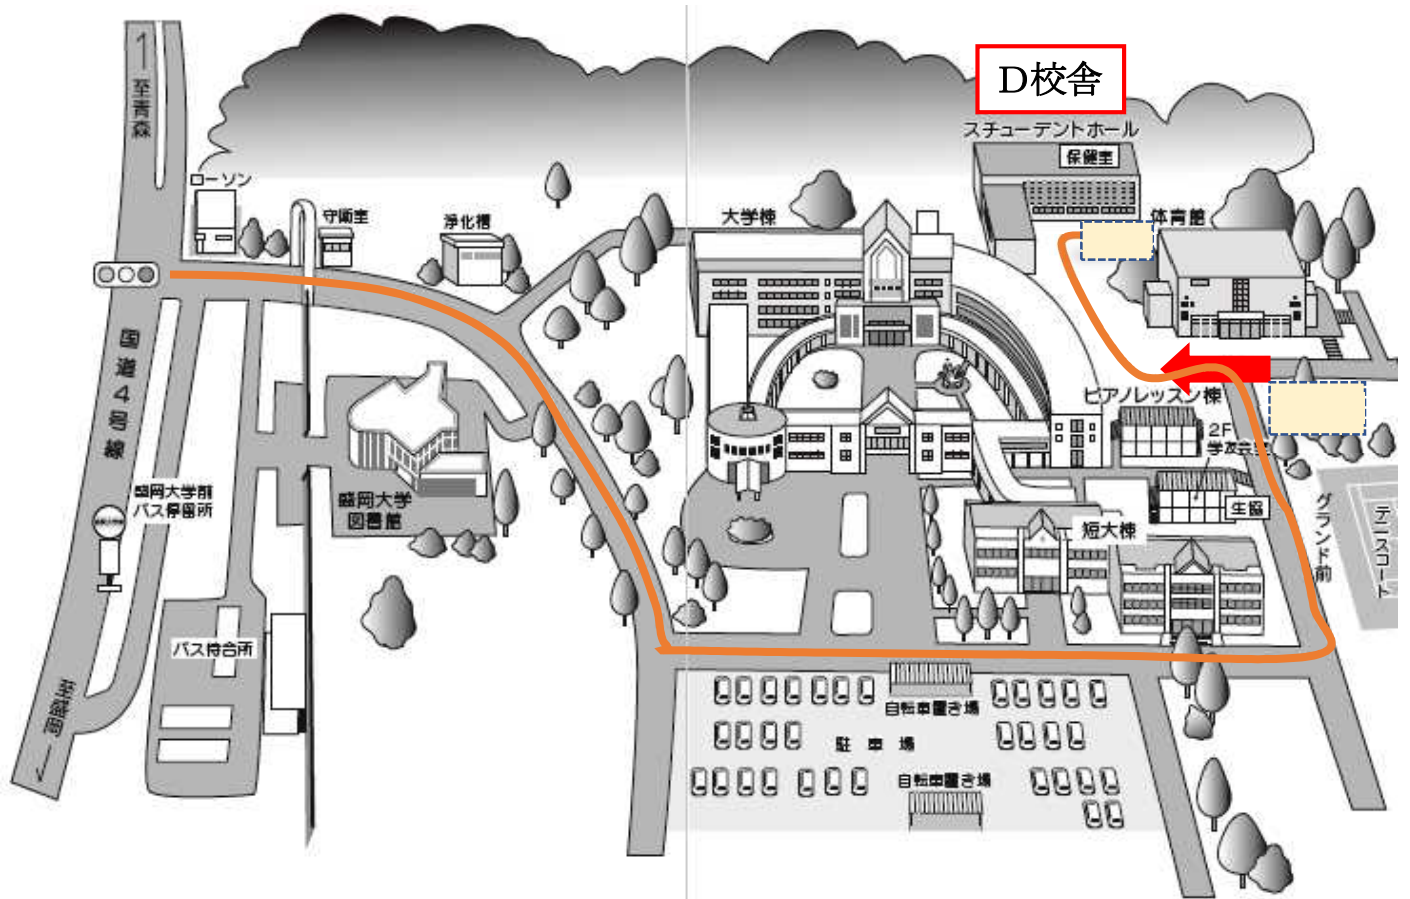 D校舎
スチューデントホール
保健室
至青森
ローソン
守衛室
浄化槽
大学棟
体育館
国道4号線
ピアノレッスン棟
2F
学友会室
生協
盛岡大学前
バス停留所
盛岡大学
図書館
短大棟
グランド前
テニスコート
バス待合所
至盛岡
自転車置き場
駐車場
自転車置き場